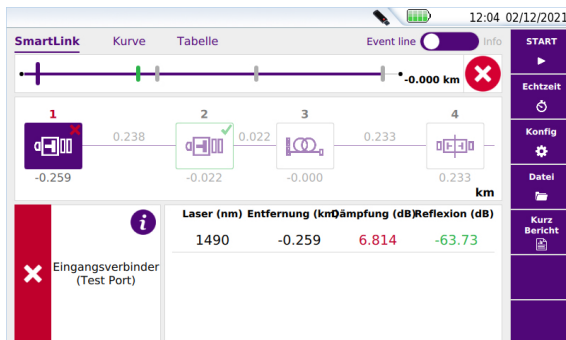 12:04 02/12/2021
SmartLink Kurve Tabelle Event line Info
START
-0.000 km
Echtzeit
1 2 3 4
0.238 0.022 0.233
Konfig
-0.259 -0.022 -0.000 0.233
km
Datei
Laser (nm) Entfernung (km) Dämpfung (dB) Reflexion (dB)
1490 -0.259 6.814 -63.73
Kurz
Bericht
i
Eingangsverbinder
(Test Port)